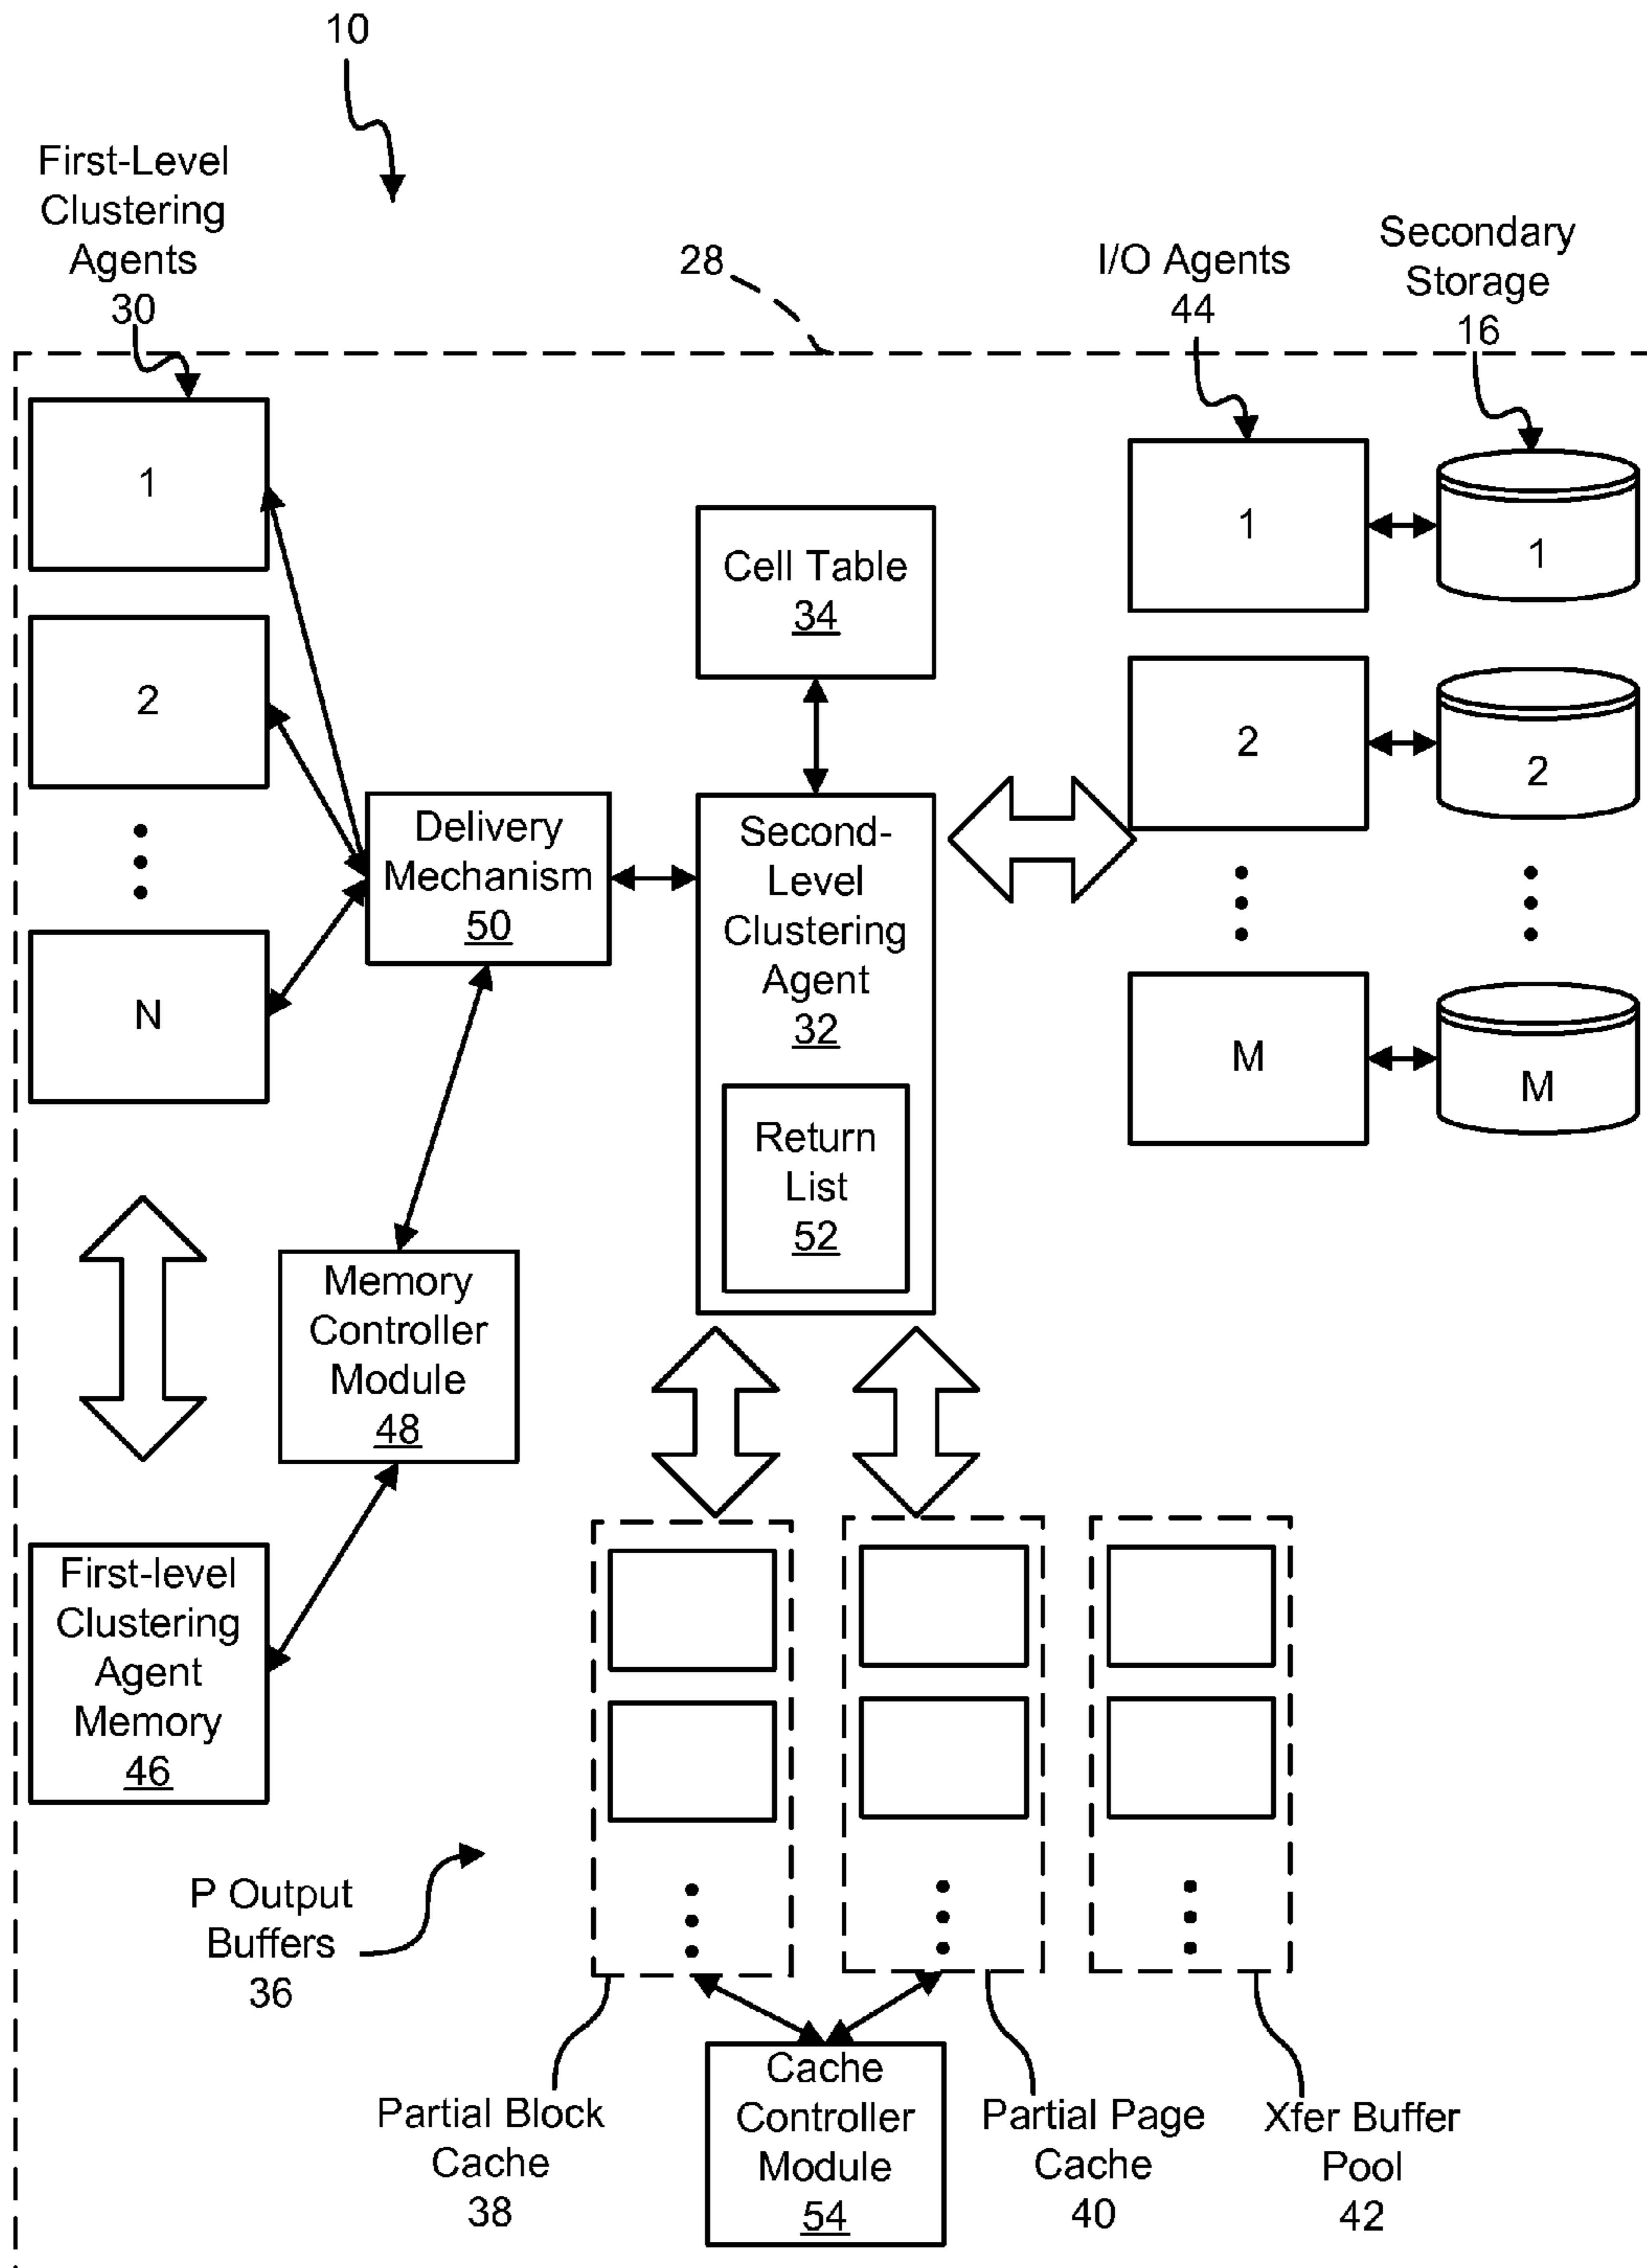 10
First-Level
Clustering
Agents
30
28
I/O Agents
44
Secondary
Storage
16
1
2
N
Delivery
Mechanism
50
Cell Table
34
Second-
Level
Clustering
Agent
32
Return
List
52
1
2
M
1
2
M
Memory
Controller
Module
48
First-level
Clustering
Agent
Memory
46
P Output
Buffers
36
Partial Block
Cache
38
Cache
Controller
Module
54
Partial Page
Cache
40
Xfer Buffer
Pool
42